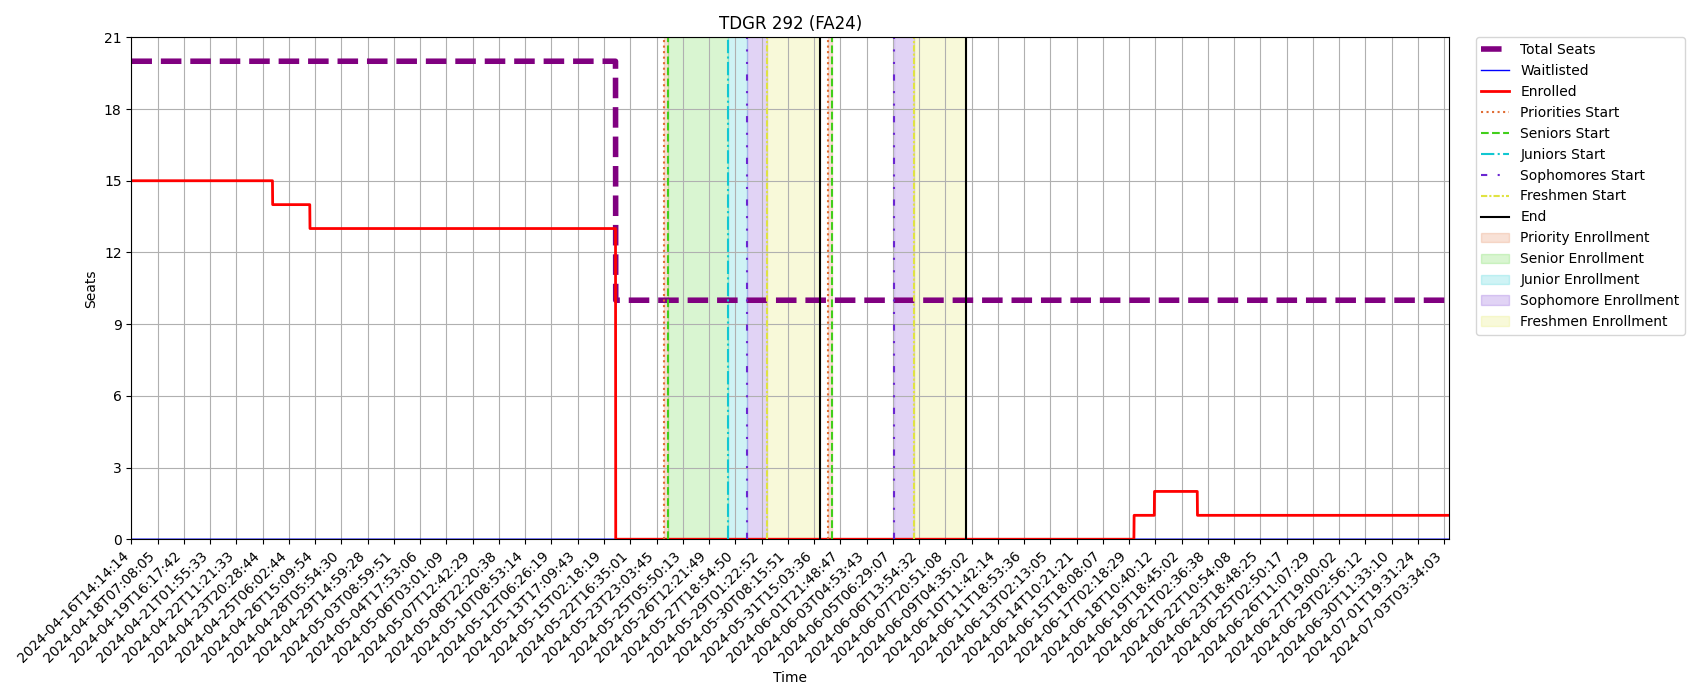 TDGR 292 (FA24)
21
18
15
12
9
6
3
0
Seats
2024-04-16T14:14:14
2024-04-18T07:08:05
2024-04-19T16:17:42
2024-04-21T01:55:33
2024-04-22T11:21:33
2024-04-23T20:28:44
2024-04-25T06:02:44
2024-04-26T15:09:54
2024-04-28T05:54:30
2024-04-29T14:59:28
2024-05-03T08:59:51
2024-05-04T17:53:06
2024-05-06T03:01:09
2024-05-07T12:42:29
2024-05-08T22:20:38
2024-05-10T08:53:14
2024-05-12T06:26:19
2024-05-13T17:09:43
2024-05-15T02:18:19
2024-05-22T16:35:01
2024-05-23T23:03:45
2024-05-25T05:50:13
2024-05-26T12:21:49
2024-05-27T18:54:50
2024-05-29T01:22:52
2024-05-30T08:15:51
2024-05-31T15:03:36
2024-06-01T21:48:47
2024-06-03T04:53:43
2024-06-05T06:29:07
2024-06-06T13:54:32
2024-06-07T20:51:08
2024-06-09T04:35:02
2024-06-10T11:42:14
2024-06-11T18:53:36
2024-06-13T02:13:05
2024-06-14T10:21:21
2024-06-15T18:08:07
2024-06-17T02:18:29
2024-06-18T10:40:12
2024-06-19T18:45:02
2024-06-21T02:36:38
2024-06-22T10:54:08
2024-06-23T18:48:25
2024-06-25T02:50:17
2024-06-26T11:07:29
2024-06-27T19:00:02
2024-06-29T02:56:12
2024-06-30T11:33:10
2024-07-01T19:31:24
2024-07-03T03:34:03
Time
Total Seats
Waitlisted
Enrolled
Priorities Start
Seniors Start
Juniors Start
Sophomores Start
Freshmen Start
End
Priority Enrollment
Senior Enrollment
Junior Enrollment
Sophomore Enrollment
Freshmen Enrollment